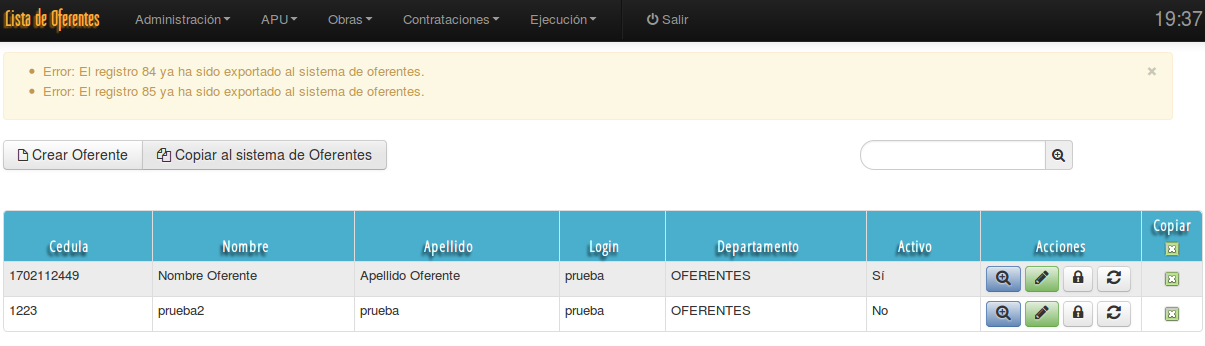 Lista de Oferentes Administración APU Obras Contrataciones Ejecución Salir 19:37
Error: El registro 84 ya ha sido exportado al sistema de oferentes. ×
Error: El registro 85 ya ha sido exportado al sistema de oferentes.
Crear Oferente Copiar al sistema de Oferentes
Copiar
Cedula Nombre Apellido Login Departamento Activo Acciones
1702112449 Nombre Oferente Apellido Oferente prueba OFERENTES Sí
1223 prueba2 prueba prueba OFERENTES No